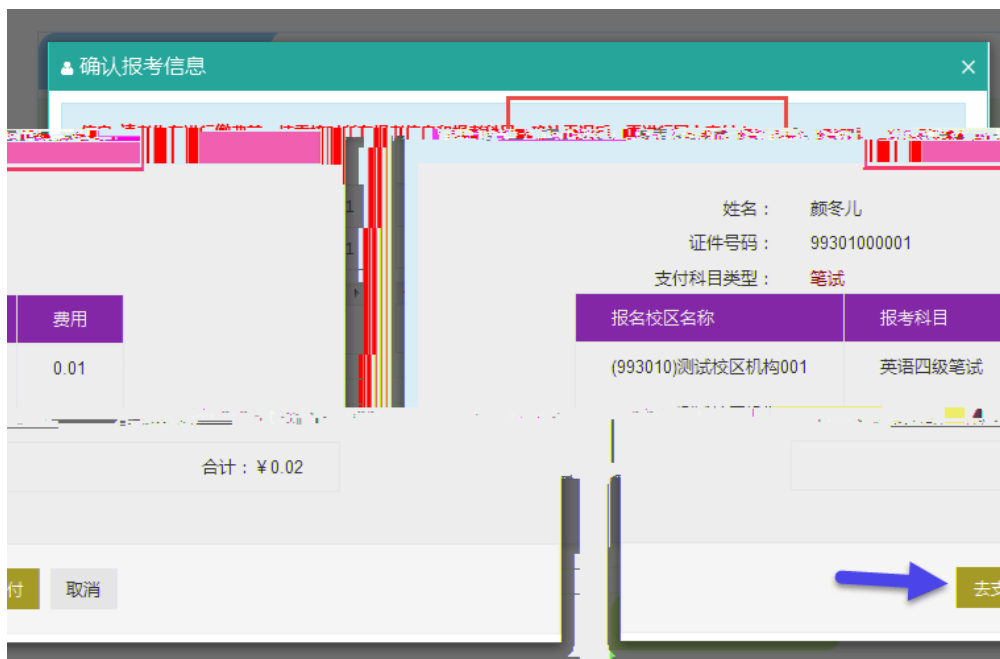 确认报考信息
姓名： 颜冬儿
证件号码： 99301000001
支付科目类型： 笔试
费用
报名校区名称 报考科目
0.01
(993010)测试校区机构001 英语四级笔试
合计：￥0.02
付
取消
去